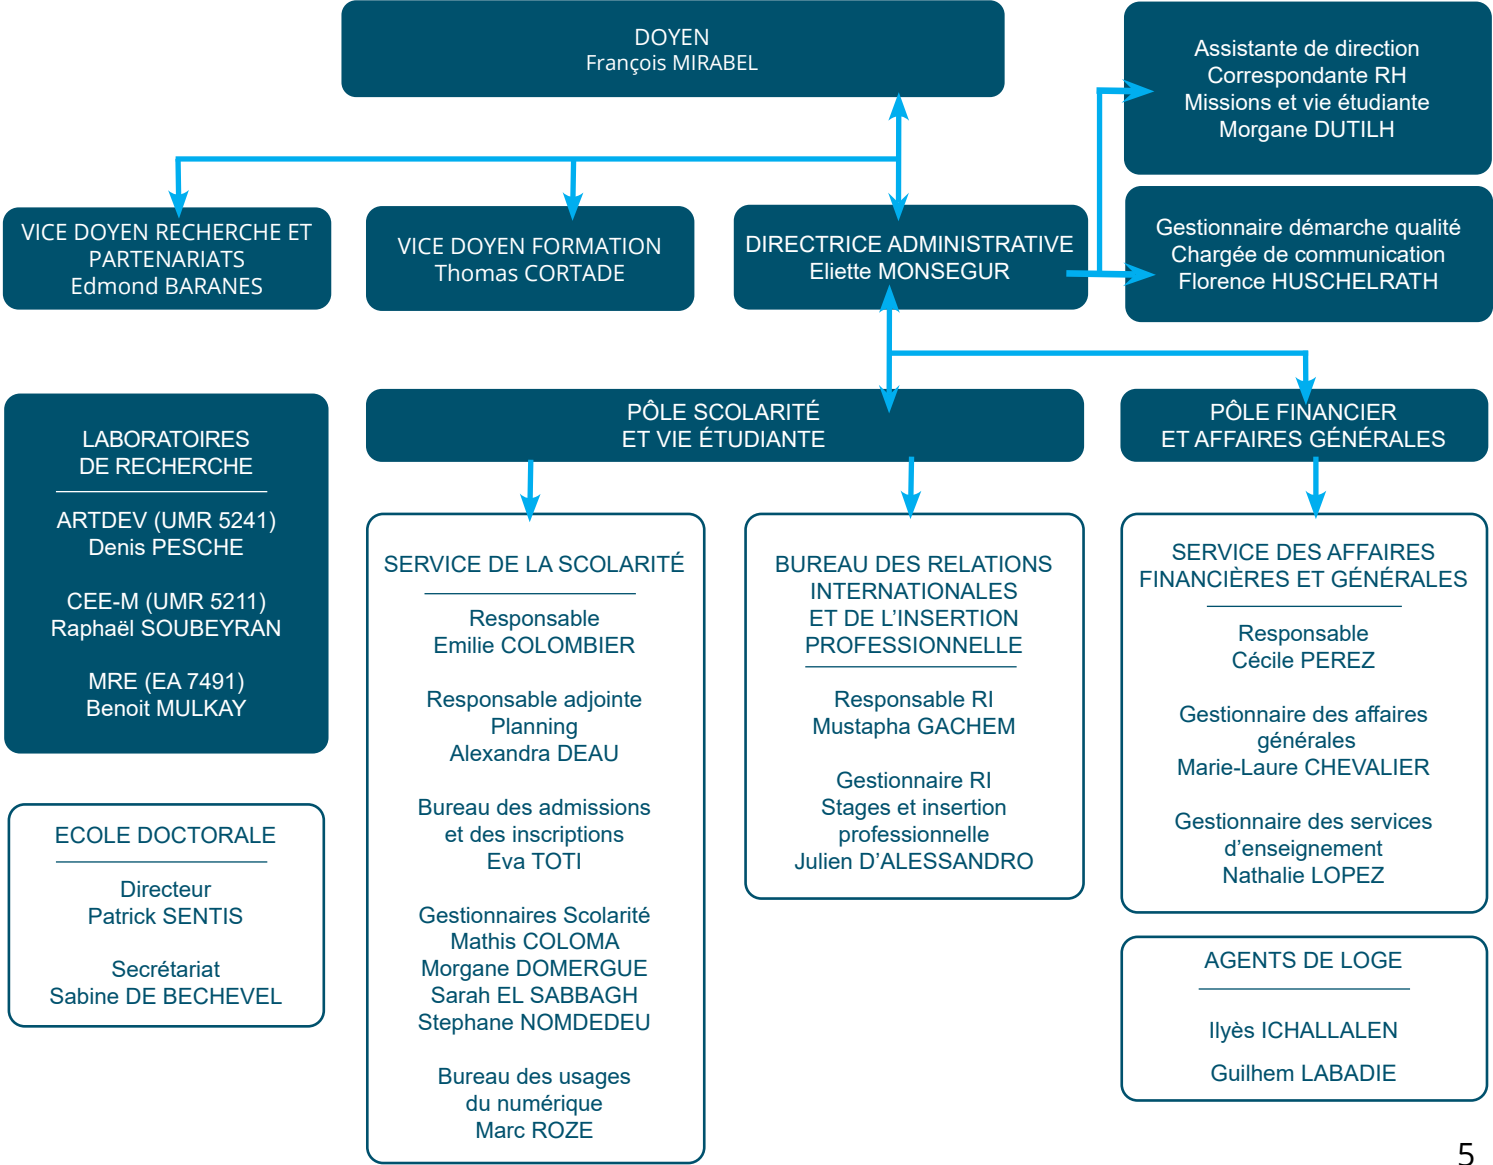 DOYEN
François MIRABEL
Assistante de direction
Correspondante RH
Missions et vie étudiante
Morgane DUTILH
VICE DOYEN RECHERCHE ET
PARTENARIATS
Edmond BARANES
VICE DOYEN FORMATION
Thomas CORTADE
DIRECTRICE ADMINISTRATIVE
Eliette MONSEGUR
Gestionnaire démarche qualité
Chargée de communication
Florence HUSCHELRATH
LABORATOIRES
DE RECHERCHE
ARTDEV (UMR 5241)
Denis PESCHE
CEE-M (UMR 5211)
Raphaël SOUBEYRAN
MRE (EA 7491)
Benoit MULKAY
ECOLE DOCTORALE
Directeur
Patrick SENTIS
Secrétariat
Sabine DE BECHEVEL
PÔLE SCOLARITÉ
ET VIE ÉTUDIANTE
SERVICE DE LA SCOLARITÉ
Responsable
Emilie COLOMBIER
Responsable adjointe
Planning
Alexandra DEAU
Bureau des admissions
et des inscriptions
Eva TOTI
Gestionnaires Scolarité
Mathis COLOMA
Morgane DOMERGUE
Sarah EL SABBAGH
Stephane NOMDEDEU
Bureau des usages
du numérique
Marc ROZE
BUREAU DES RELATIONS
INTERNATIONALES
ET DE L’INSERTION
PROFESSIONNELLE
Responsable RI
Mustapha GACHEM
Gestionnaire RI
Stages et insertion
professionnelle
Julien D’ALESSANDRO
PÔLE FINANCIER
ET AFFAIRES GÉNÉRALES
SERVICE DES AFFAIRES
FINANCIÈRES ET GÉNÉRALES
Responsable
Cécile PEREZ
Gestionnaire des affaires
générales
Marie-Laure CHEVALIER
Gestionnaire des services
d’enseignement
Nathalie LOPEZ
AGENTS DE LOGE
Ilyès ICHALLALEN
Guilhem LABADIE
5